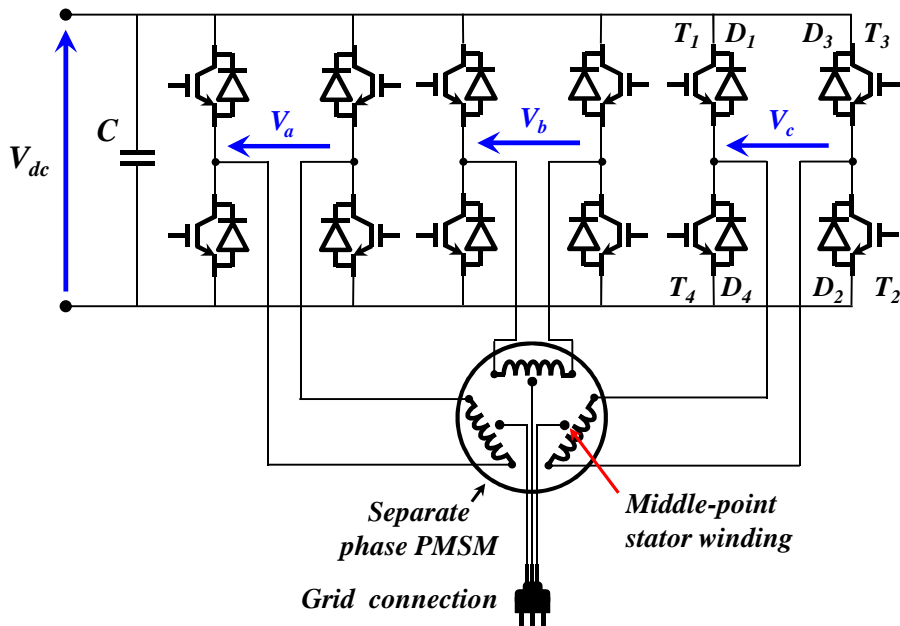 T1 D1 D3 T3
Va
Vb
Vc
C
Vdc
T4 D4 D2 T2
Separate
phase PMSM
Middle-point
stator winding
Grid connection